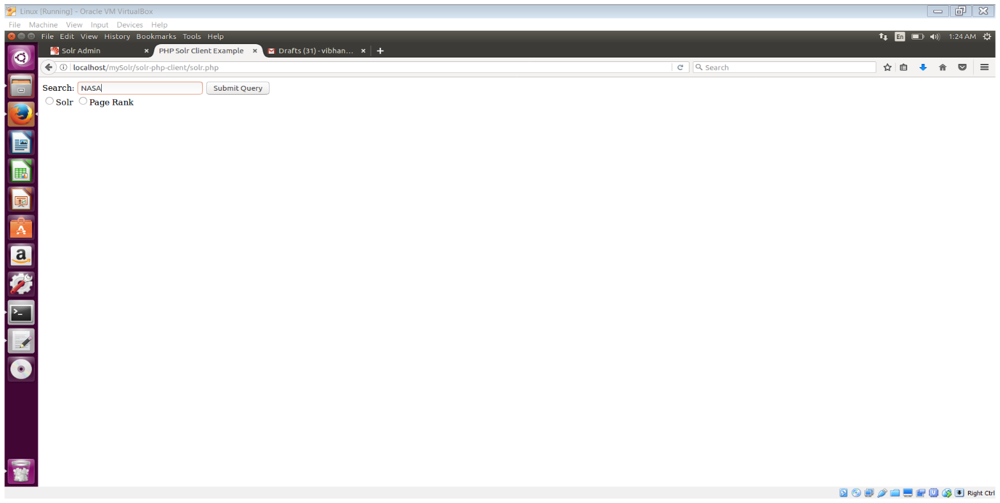 Linux [Running] - Oracle VM VirtualBox
File Machine View Input Devices Help
File Edit View History Bookmarks Tools Help
En
1:24 AM
Solr Admin
PHP Solr Client Example
Drafts (31) - vibhan...
localhost/mySolr/solr-php-client/solr.php
Search
Search: NASA Submit Query
Solr Page Rank
Right Ctrl